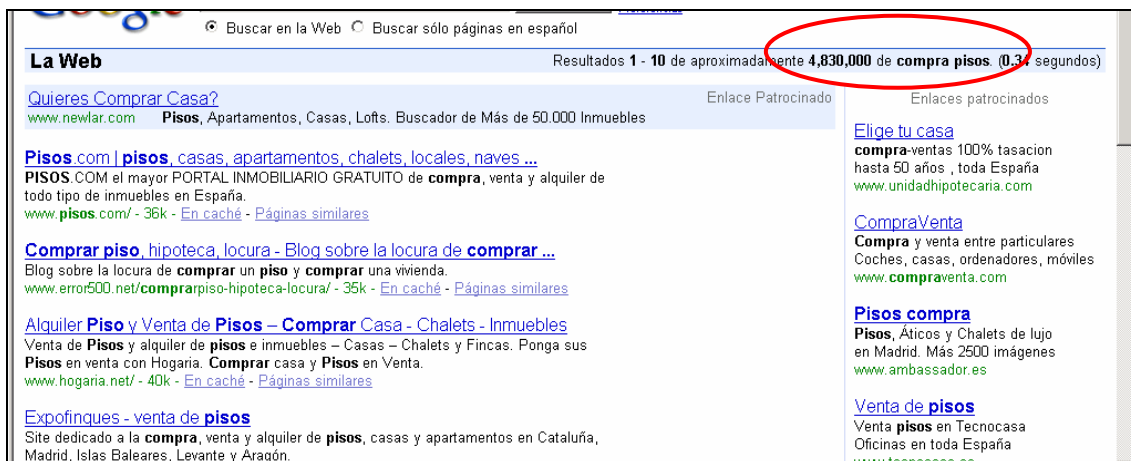 Google
Buscar en la Web Buscar sólo páginas en español
La Web
Resultados 1 - 10 de aproximadamente 4,830,000 de compra pisos. (0.34 segundos)
Quieres Comprar Casa?
Enlace Patrocinado
www.newlar.com Pisos, Apartamentos, Casas, Lofts. Buscador de Más de 50.000 Inmuebles
Pisos.com | pisos, casas, apartamentos, chalets, locales, naves ...
PISOS.COM el mayor PORTAL INMOBILIARIO GRATUITO de compra, venta y alquiler de
todo tipo de inmuebles en España.
www.pisos.com/ - 36k - En caché - Páginas similares
Comprar piso, hipoteca, locura - Blog sobre la locura de comprar ...
Blog sobre la locura de comprar un piso y comprar una vivienda.
www.error500.net/comprarpiso-hipoteca-locura/ - 35k - En caché - Páginas similares
Alquiler Piso y Venta de Pisos – Comprar Casa - Chalets - Inmuebles
Venta de Pisos y alquiler de pisos e inmuebles – Casas – Chalets y Fincas. Ponga sus
Pisos en venta con Hogaria. Comprar casa y Pisos en Venta.
www.hogaria.net/ - 40k - En caché - Páginas similares
Expofinques - venta de pisos
Site dedicado a la compra, venta y alquiler de pisos, casas y apartamentos en Cataluña,
Madrid, Islas Baleares, Levante y Aragón.
Enlaces patrocinados
Elige tu casa
compra-ventas 100% tasacion
hasta 50 años , toda España
www.unidadhipotecaria.com
CompraVenta
Compra y venta entre particulares
Coches, casas, ordenadores, móviles
www.compraventa.com
Pisos compra
Pisos, Áticos y Chalets de lujo
en Madrid. Más 2500 imágenes
www.ambassador.es
Venta de pisos
Venta pisos en Tecnocasa
Oficinas en toda España